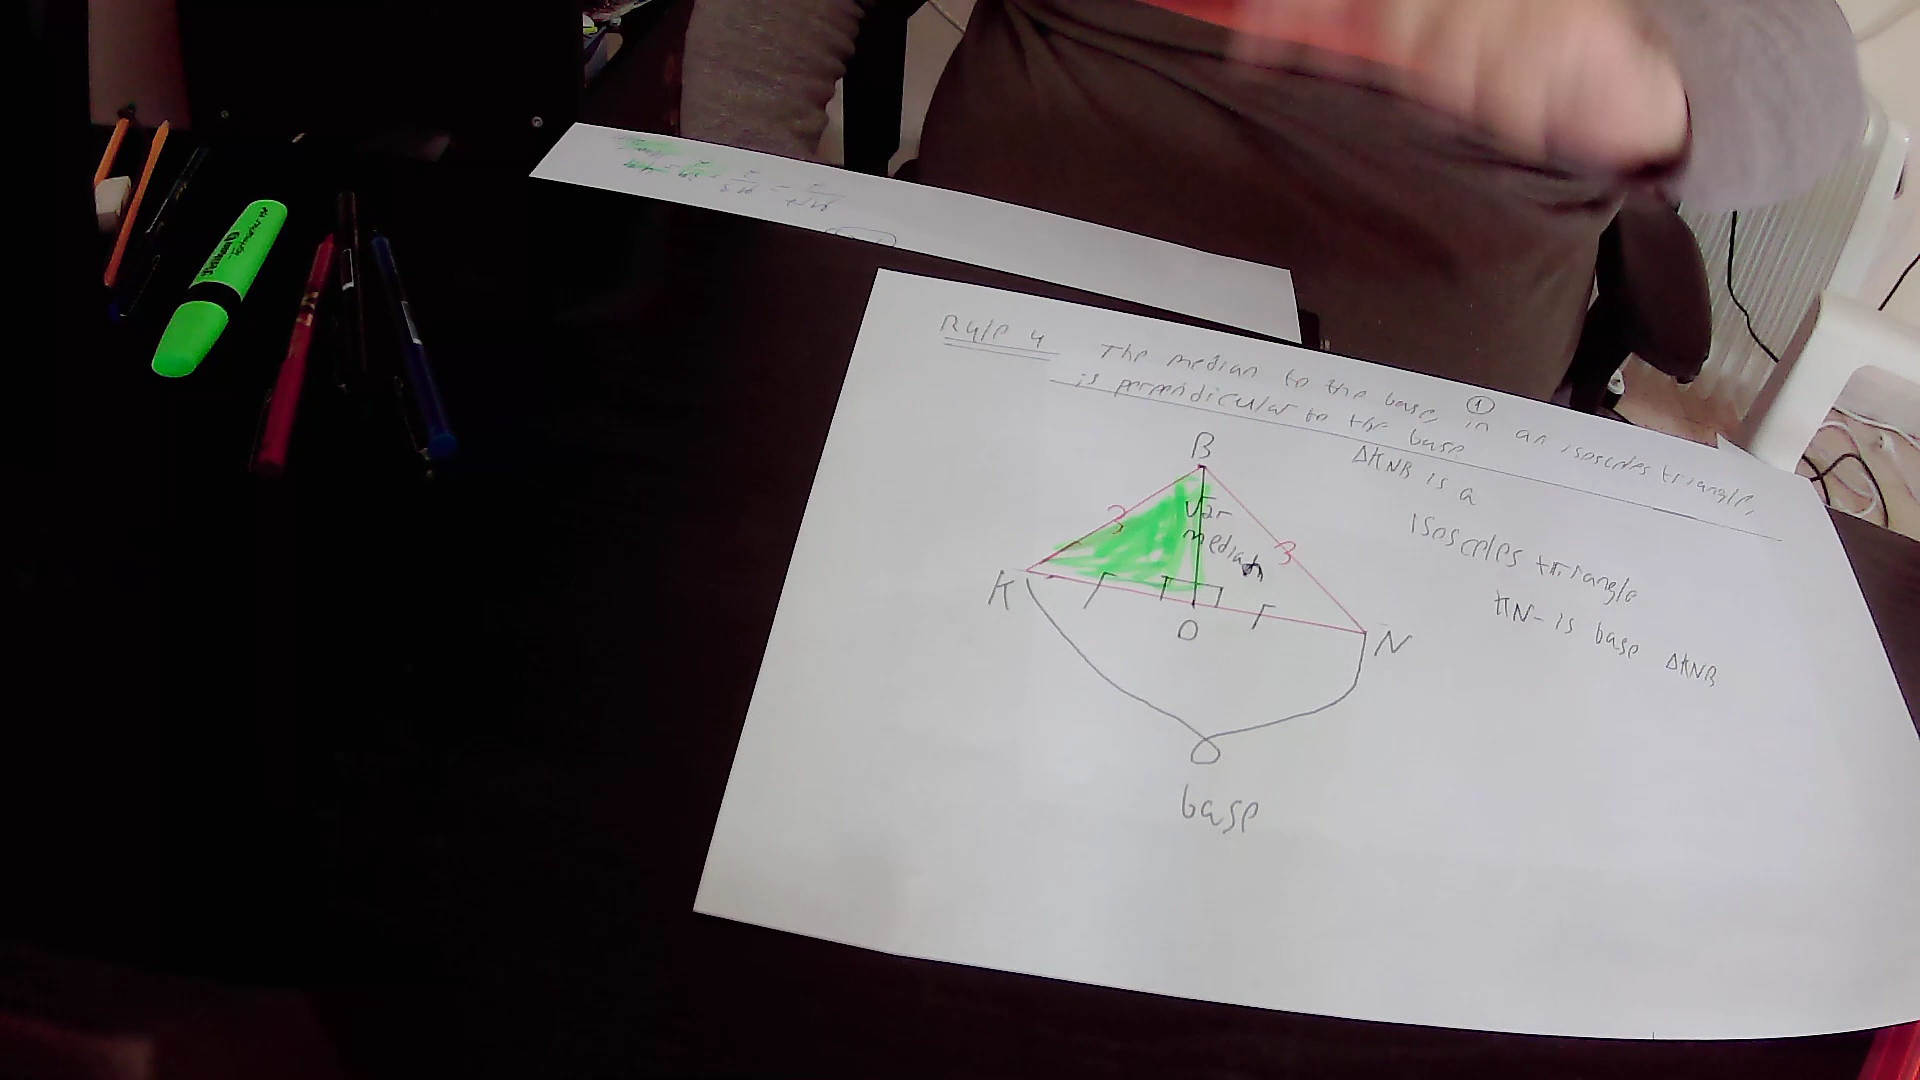 Rule 4
①
The median to the base, in an isosceles triangle,
is perpendicular to the base
B
ΔKNB is a
isosceles triangle
KN- is base ΔKNB
3
median
3
K
O
N
base